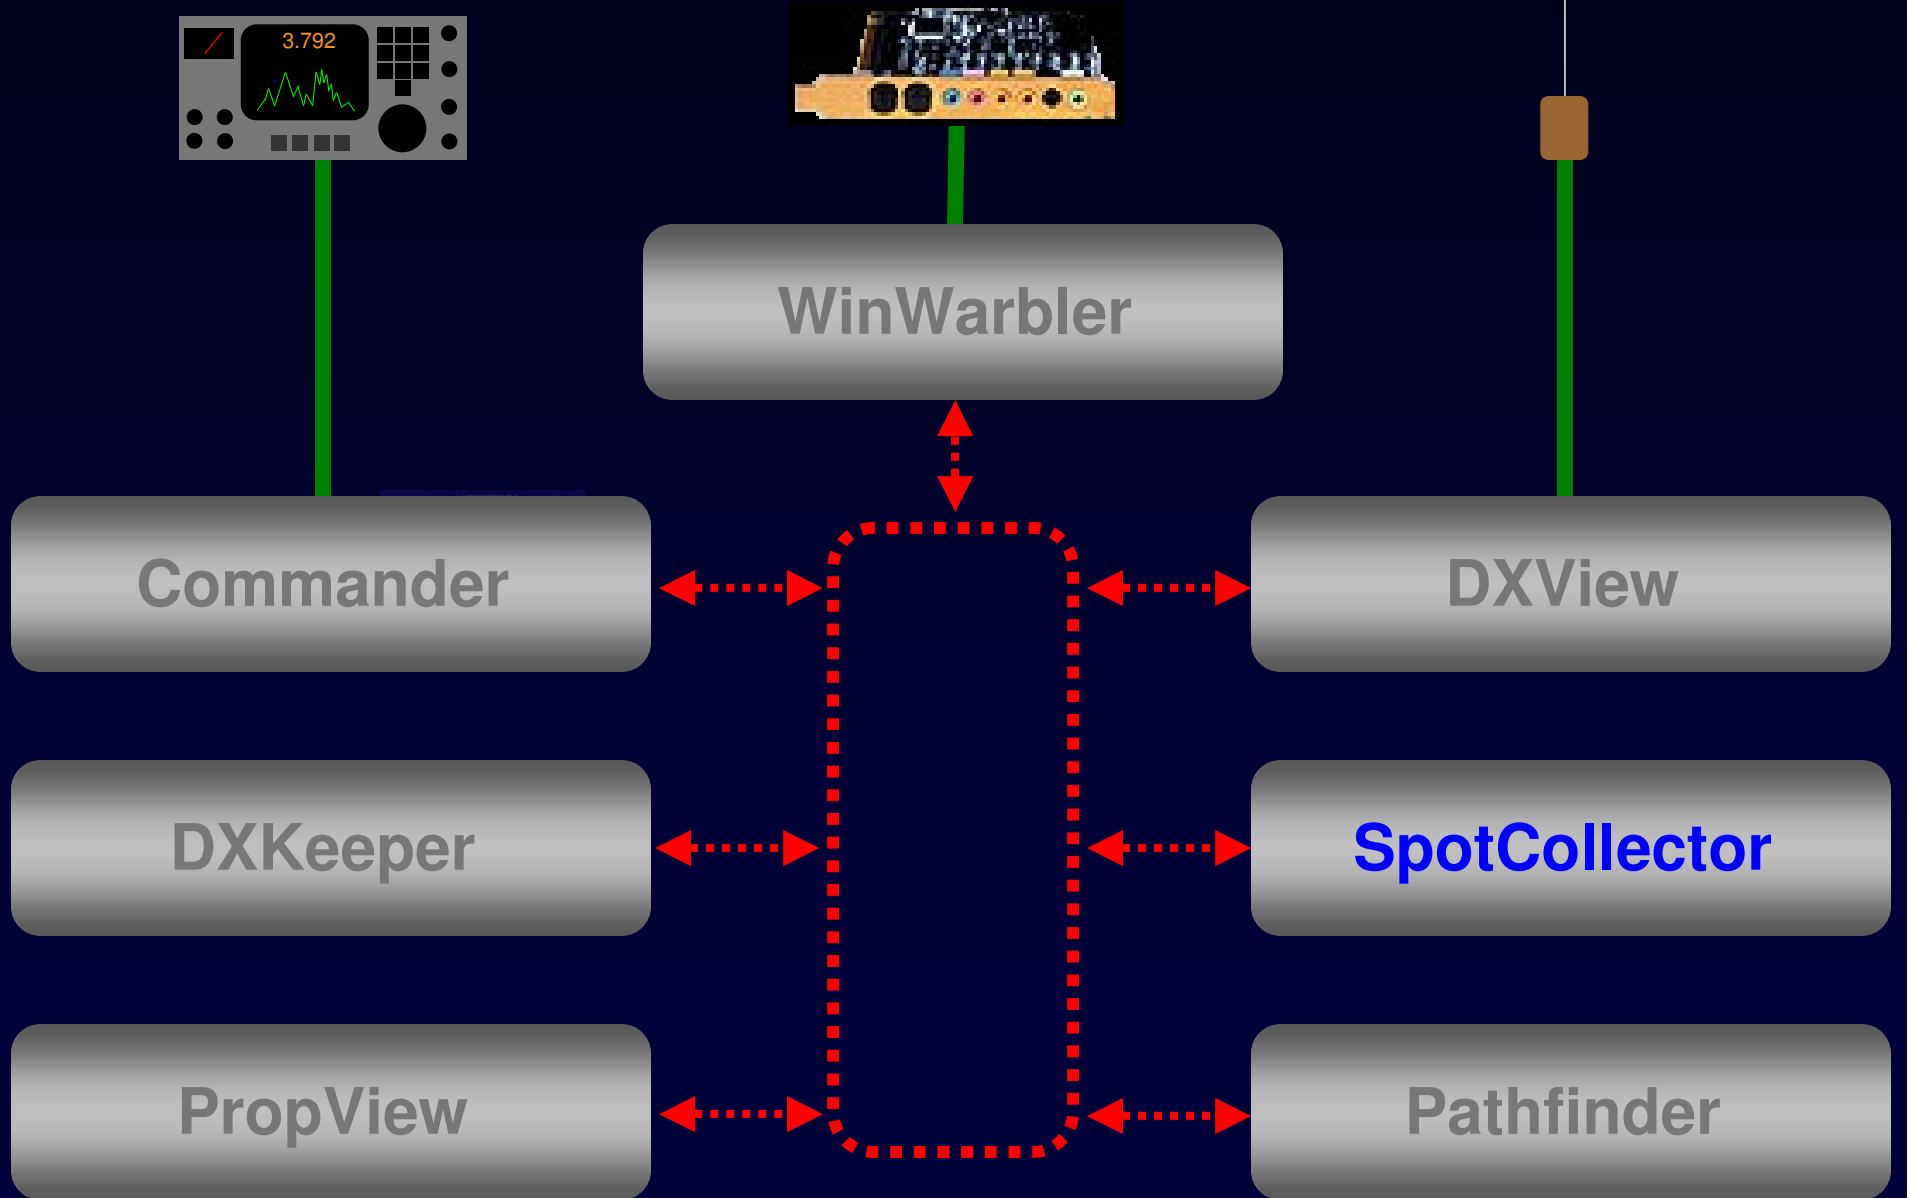 3.792
WinWarbler
Commander
DXView
DXKeeper
SpotCollector
PropView
Pathfinder